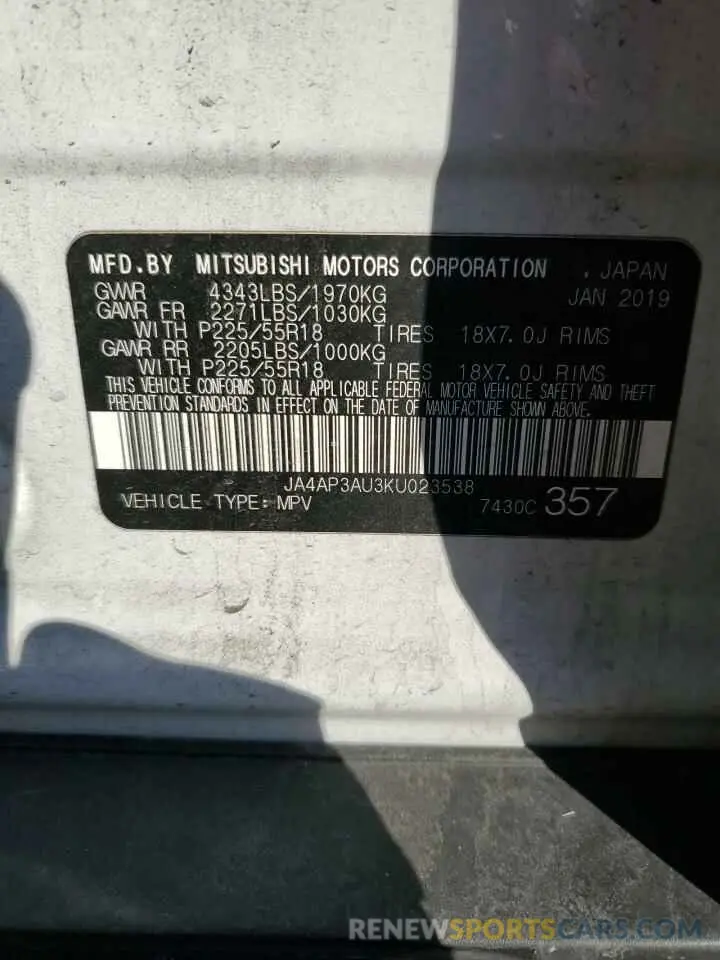 MFD.BY MITSUBISHI MOTORS CORPORATION . JAPAN
GVWR 4343LBS/1970KG JAN 2019
GAWR FR 2271LBS/1030KG
WITH P225/55R18 TIRES 18X7.0J RIMS
GAWR RR 2205LBS/1000KG
WITH P225/55R18 TIRES 18X7.0J RIMS
THIS VEHICLE CONFORMS TO ALL APPLICABLE FEDERAL MOTOR VEHICLE SAFETY AND THEFT
PREVENTION STANDARDS IN EFFECT ON THE DATE OF MANUFACTURE SHOWN ABOVE.
JA4AP3AU3KU023538
VEHICLE TYPE: MPV 7430C 357
RENEWSPORTCARS.COM